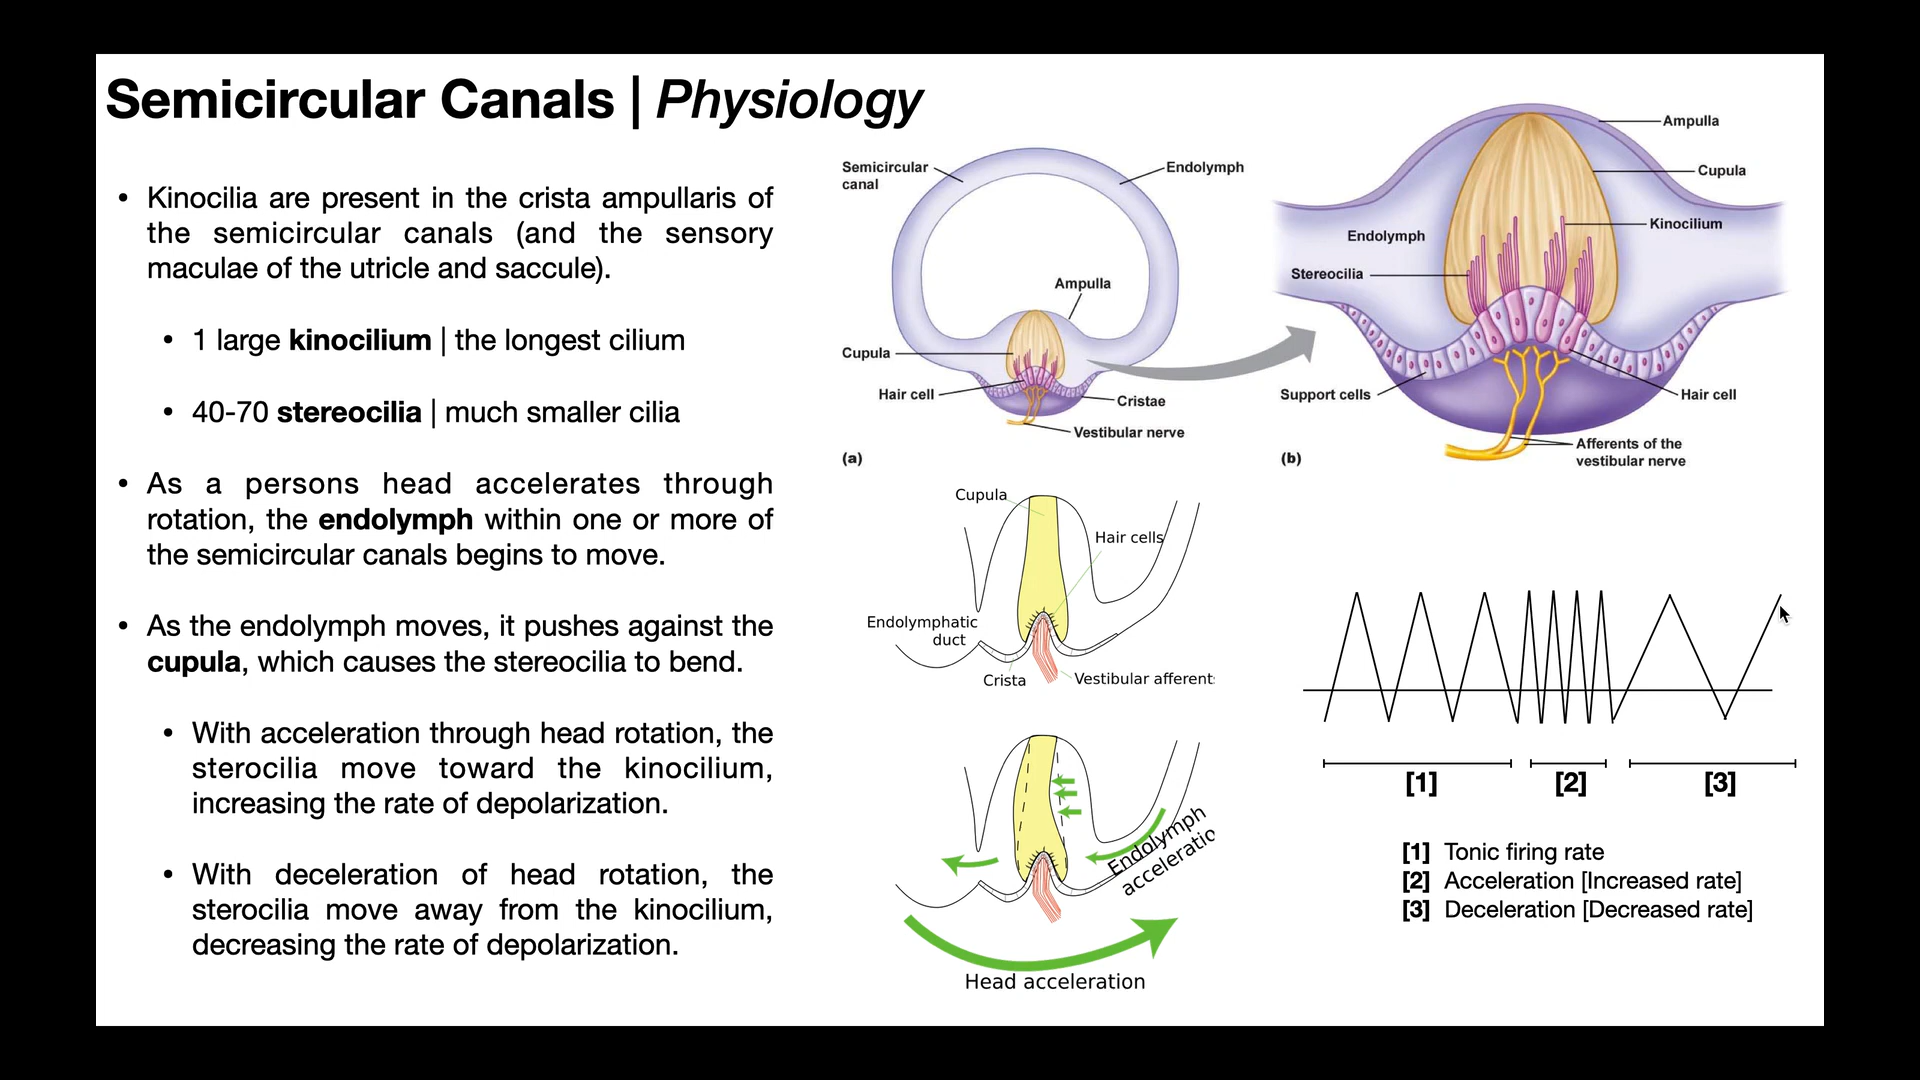 Semicircular Canals | Physiology
• Kinocilia are present in the crista ampullaris of
the semicircular canals (and the sensory
maculae of the utricle and saccule).
• 1 large kinocilium | the longest cilium
• 40-70 stereocilia | much smaller cilia
• As a persons head accelerates through
rotation, the endolymph within one or more of
the semicircular canals begins to move.
• As the endolymph moves, it pushes against the
cupula, which causes the stereocilia to bend.
• With acceleration through head rotation, the
sterocilia move toward the kinocilium,
increasing the rate of depolarization.
• With deceleration of head rotation, the
sterocilia move away from the kinocilium,
decreasing the rate of depolarization.
Semicircular
canal
Endolymph
Ampulla
Cupula
Hair cell
Cristae
Vestibular nerve
(a)
Ampulla
Cupula
Kinocilium
Endolymph
Stereocilia
Support cells
Hair cell
Afferents of the
vestibular nerve
(b)
Cupula
Hair cells
Endolymphatic
duct
Crista
Vestibular afferent
Endolymph
acceleratio
Head acceleration
[1]
[2]
[3]
[1] Tonic firing rate
[2] Acceleration [Increased rate]
[3] Deceleration [Decreased rate]